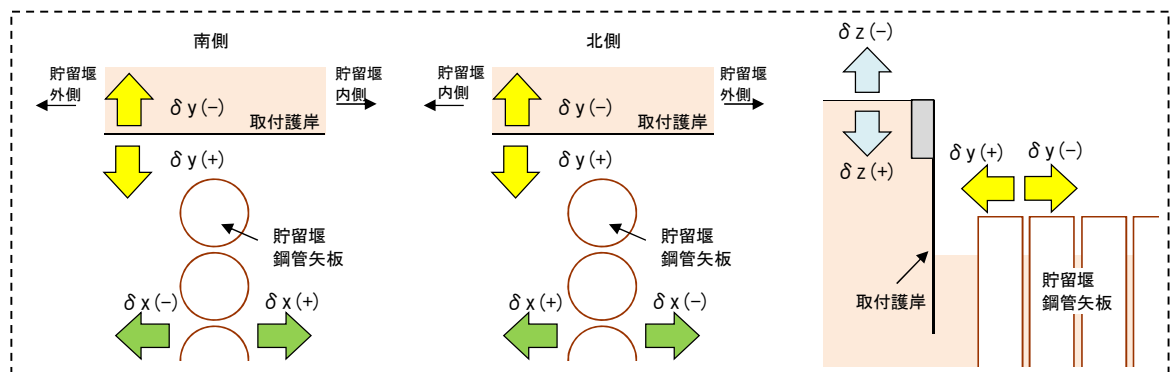 南側
貯留堰
外側
貯留堰
内側
δy(−)
取付護岸
δy(+)
貯留堰
鋼管矢板
δx(−)
δx(+)
北側
貯留堰
内側
貯留堰
外側
δy(−)
取付護岸
δy(+)
貯留堰
鋼管矢板
δx(+)
δx(−)
δz(−)
δz(+)
δy(+)
δy(−)
取付護岸
貯留堰
鋼管矢板